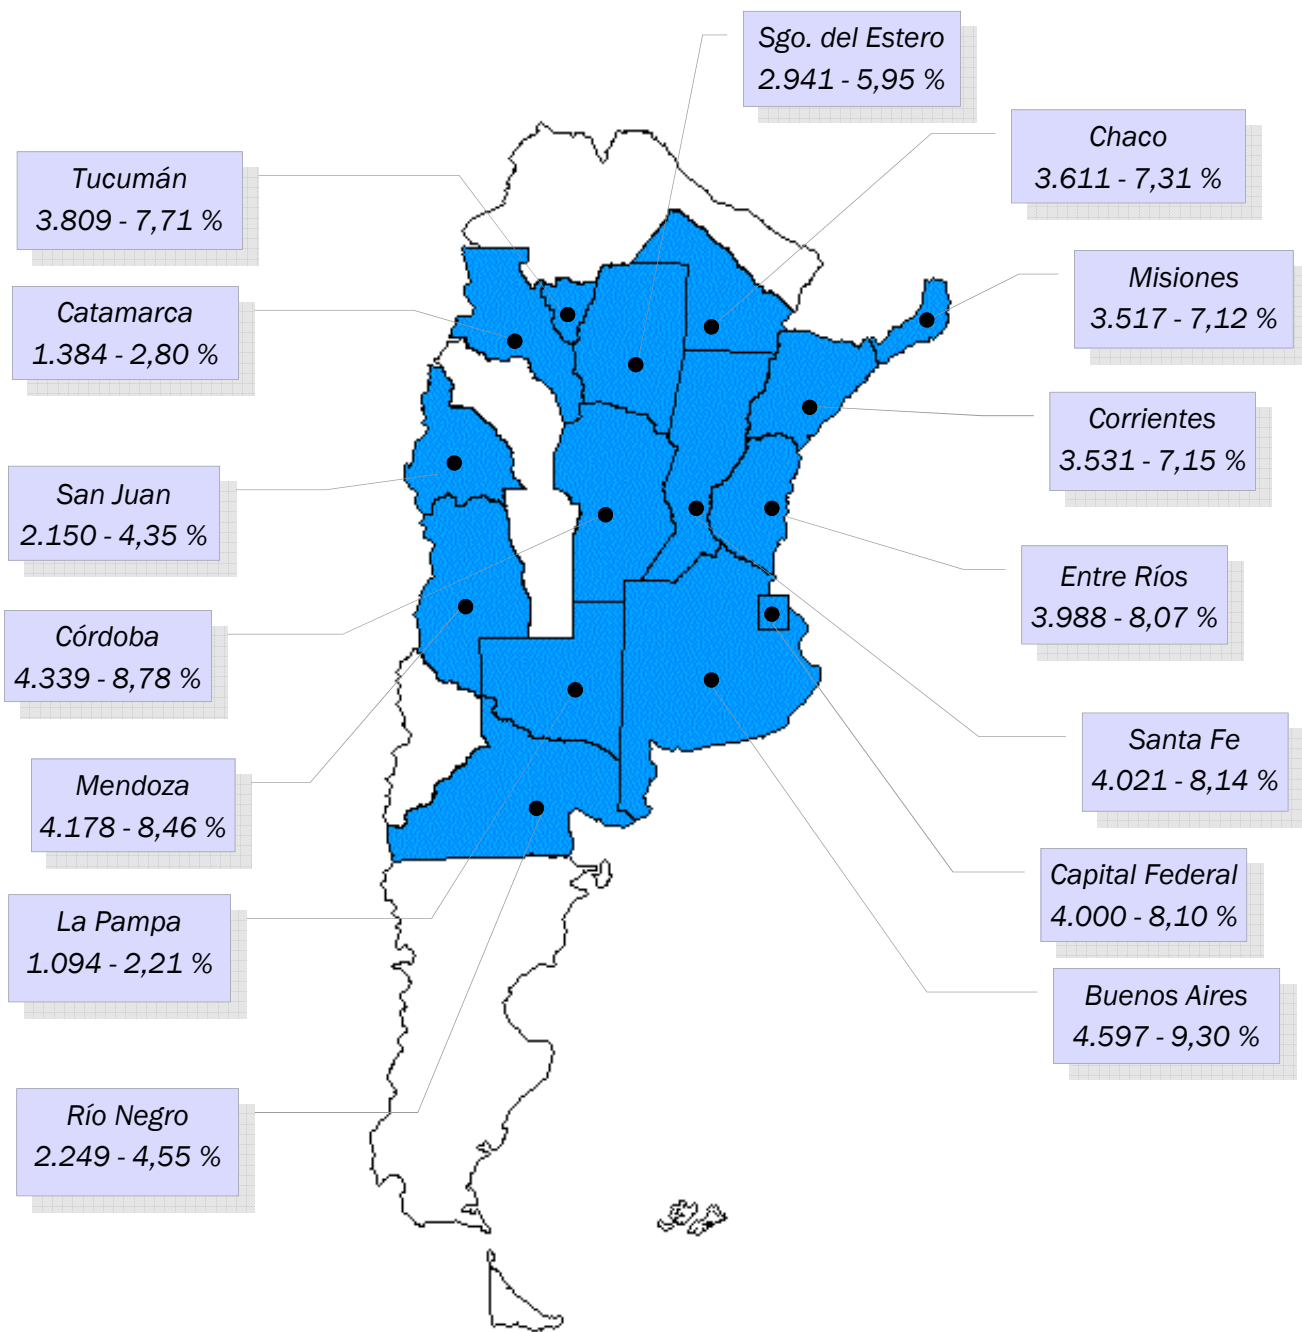 Sgo. del Estero
2.941 - 5,95 %
Chaco
3.611 - 7,31 %
Tucumán
3.809 - 7,71 %
Misiones
3.517 - 7,12 %
Catamarca
1.384 - 2,80 %
Corrientes
3.531 - 7,15 %
San Juan
2.150 - 4,35 %
Entre Ríos
3.988 - 8,07 %
Córdoba
4.339 - 8,78 %
Santa Fe
4.021 - 8,14 %
Mendoza
4.178 - 8,46 %
Capital Federal
4.000 - 8,10 %
La Pampa
1.094 - 2,21 %
Buenos Aires
4.597 - 9,30 %
Río Negro
2.249 - 4,55 %